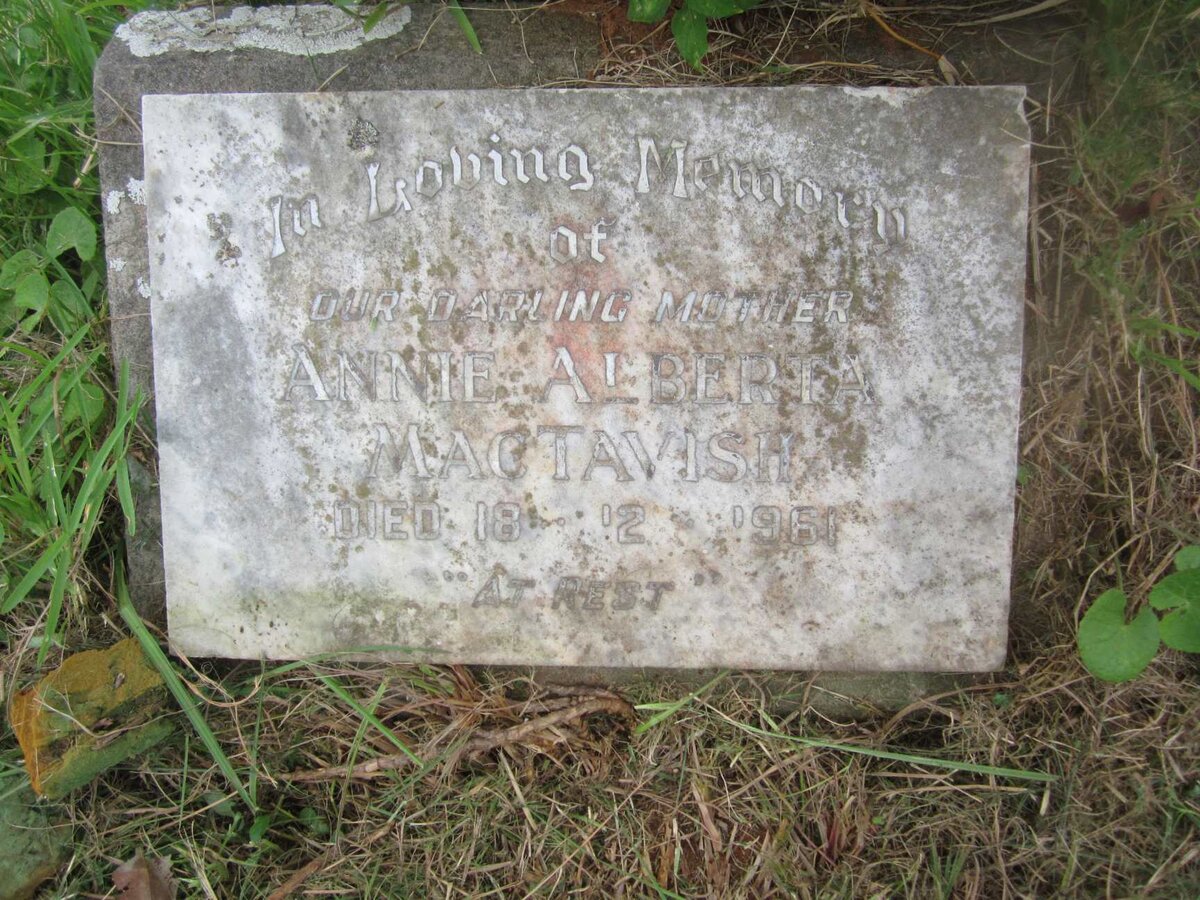 In Loving Memory
of
OUR DARLING MOTHER
ANNIE ALBERTA
MACTAVISH
DIED 18 · 12 · 1961
"AT REST"